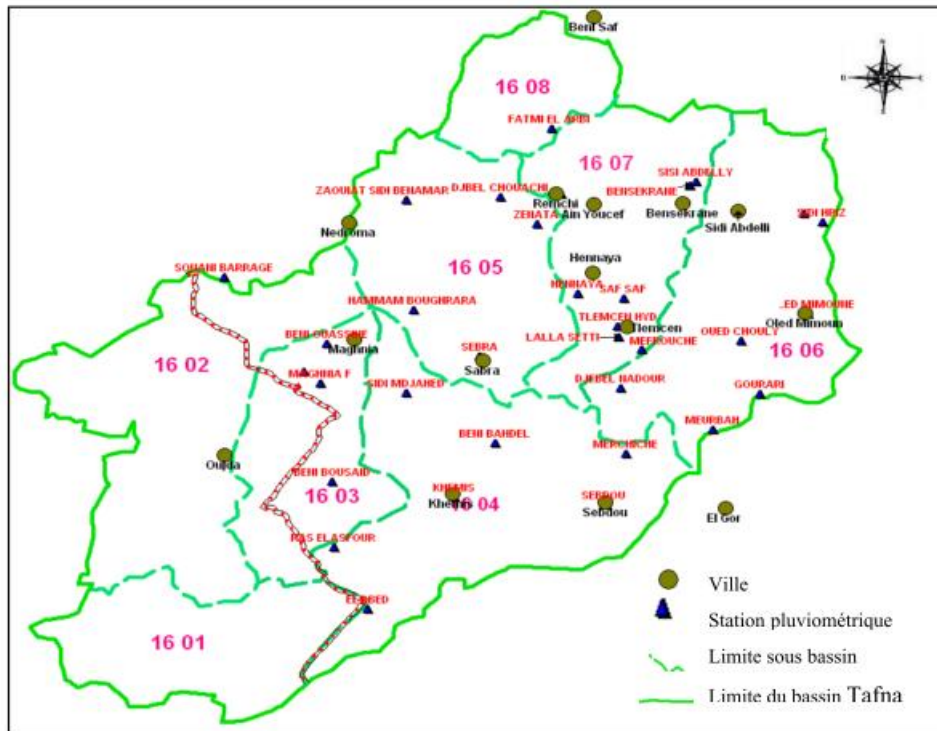 Beni Saf
16 08
FATMI EL ARBI
16 07
SISI ABDELLY
BENSEKRANE
ZAOUIAT SIDI BENAMAR
DJBEL CHOUACHI
Remchi
Ain Youcef
Bensekrane
Sidi Abdelli
SIDI HRIZ
ZENATA
Nedroma
16 05
Hennaya
SOUANI BARRAGE
HENNAYA
SAF SAF
HAMMAM BOUGHRARA
TLEMCEN HYD
Tlemcen
Oled Mimoun
BENI OUASSINE
Maghnia
LALLA SETTI
MEFROUCHE
OUED CHOULY
16 06
16 02
SEBRA
Sabra
MAGHNIA F
SIDI MDJAHED
DJEBEL NADOUR
GOURARI
MEURBAH
BENI BAHDEL
MERCHICHE
Oujda
BENI BOUSAID
16 03
KHEMIS
16 04
SEBDOU
Sebdou
El Gor
RAS ELASFOUR
Ville
Station pluviométrique
16 01
Limite sous bassin
Limite du bassin Tafna